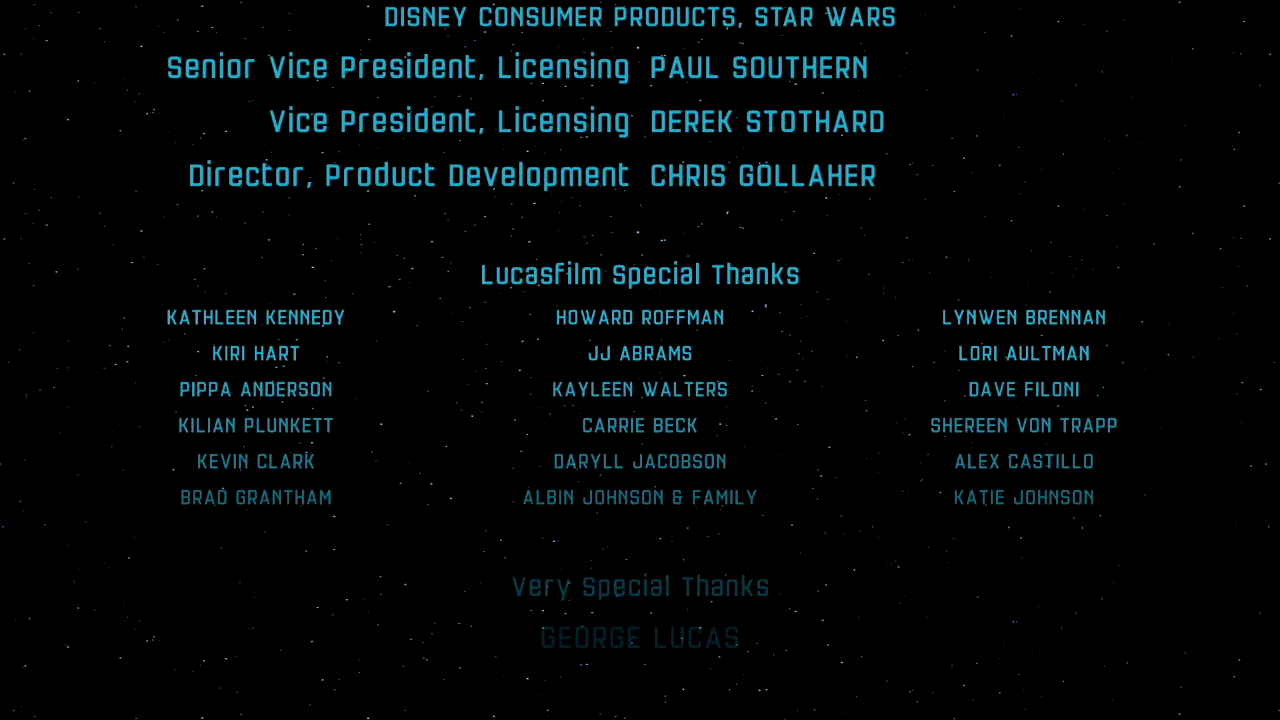 DISNEY CONSUMER PRODUCTS, STAR WARS
Senior Vice President, Licensing PAUL SOUTHERN
Vice President, Licensing DEREK STOTHARD
Director, Product Development CHRIS GOLLAHER
Lucasfilm Special Thanks
KATHLEEN KENNEDY HOWARD ROFFMAN LYNWEN BRENNAN
KIRI HART JJ ABRAMS LORI AULTMAN
PIPPA ANDERSON KAYLEEN WALTERS DAVE FILONI
KILIAN PLUNKETT CARRIE BECK SHEREEN VON TRAPP
KEVIN CLARK DARYLL JACOBSON ALEX CASTILLO
BRAD GRANTHAM ALBIN JOHNSON & FAMILY KATIE JOHNSON
Very Special Thanks
GEORGE LUCAS